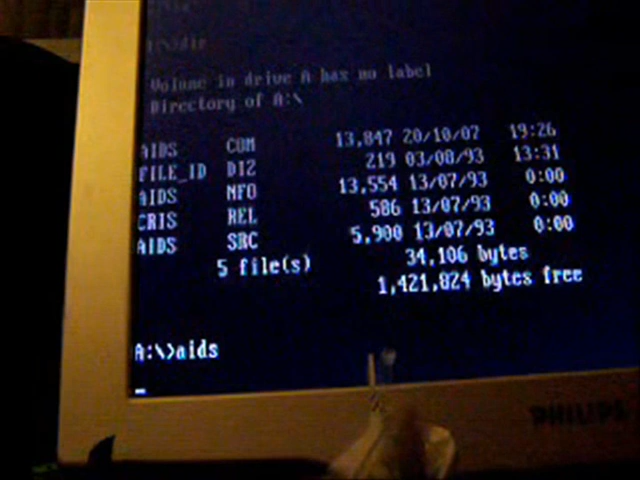 A:\>dir
Volume in drive A has no label
Directory of A:\
AIDS COM 13,847 20/10/07 19:26
FILE_ID DIZ 219 03/08/93 13:31
AIDS NFO 13,554 13/07/93 0:00
CRIS REL 586 13/07/93 0:00
AIDS SRC 5,900 13/07/93 0:00
5 file(s) 34,106 bytes
1,421,824 bytes free
A:\>aids
PHILIPS